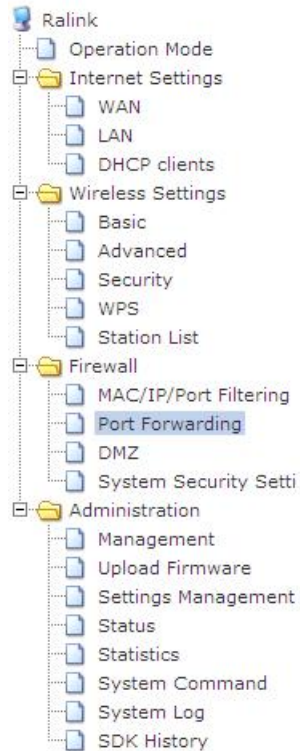 Ralink
Operation Mode
Internet Settings
WAN
LAN
DHCP clients
Wireless Settings
Basic
Advanced
Security
WPS
Station List
Firewall
MAC/IP/Port Filtering
Port Forwarding
DMZ
System Security Setti
Administration
Management
Upload Firmware
Settings Management
Status
Statistics
System Command
System Log
SDK History